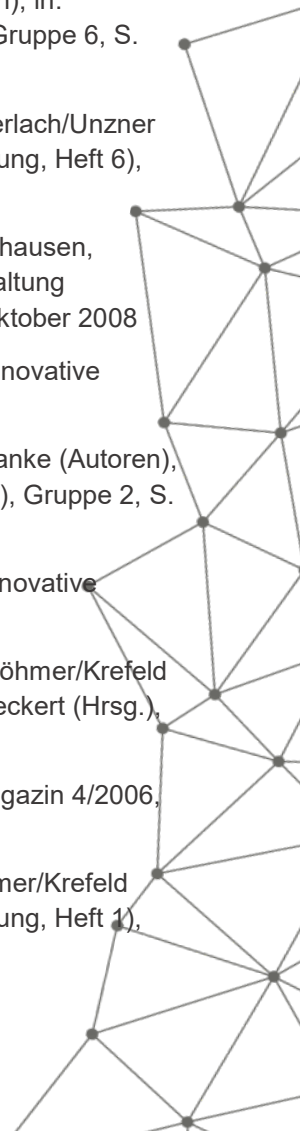 n), in:
Gruppe 6, S.
erlach/Unzner
ung, Heft 6),
hausen,
altung
ktober 2008
novative
anke (Autoren),
), Gruppe 2, S.
novative
öhmer/Krefeld
eckert (Hrsg.),
gazin 4/2006,
mer/Krefeld
ung, Heft 1),